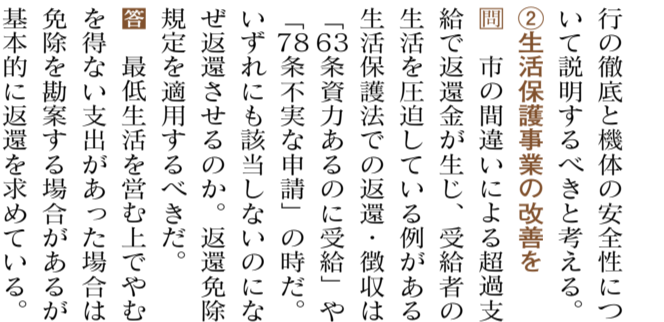 行の徹底と機体の安全性につ
いて説明するべきと考える。
②生活保護事業の改善を
問　市の間違いによる超過支
給で返還金が生じ、受給者の
生活を圧迫している例がある
生活保護法での返還・徴収は
「63条資力あるのに受給」や
「78条不実な申請」の時だ。
いずれにも該当しないのにな
ぜ返還させるのか。返還免除
規定を適用するべきだ。
答　最低生活を営む上でやむ
を得ない支出があった場合は
免除を勘案する場合があるが
基本的に返還を求めている。